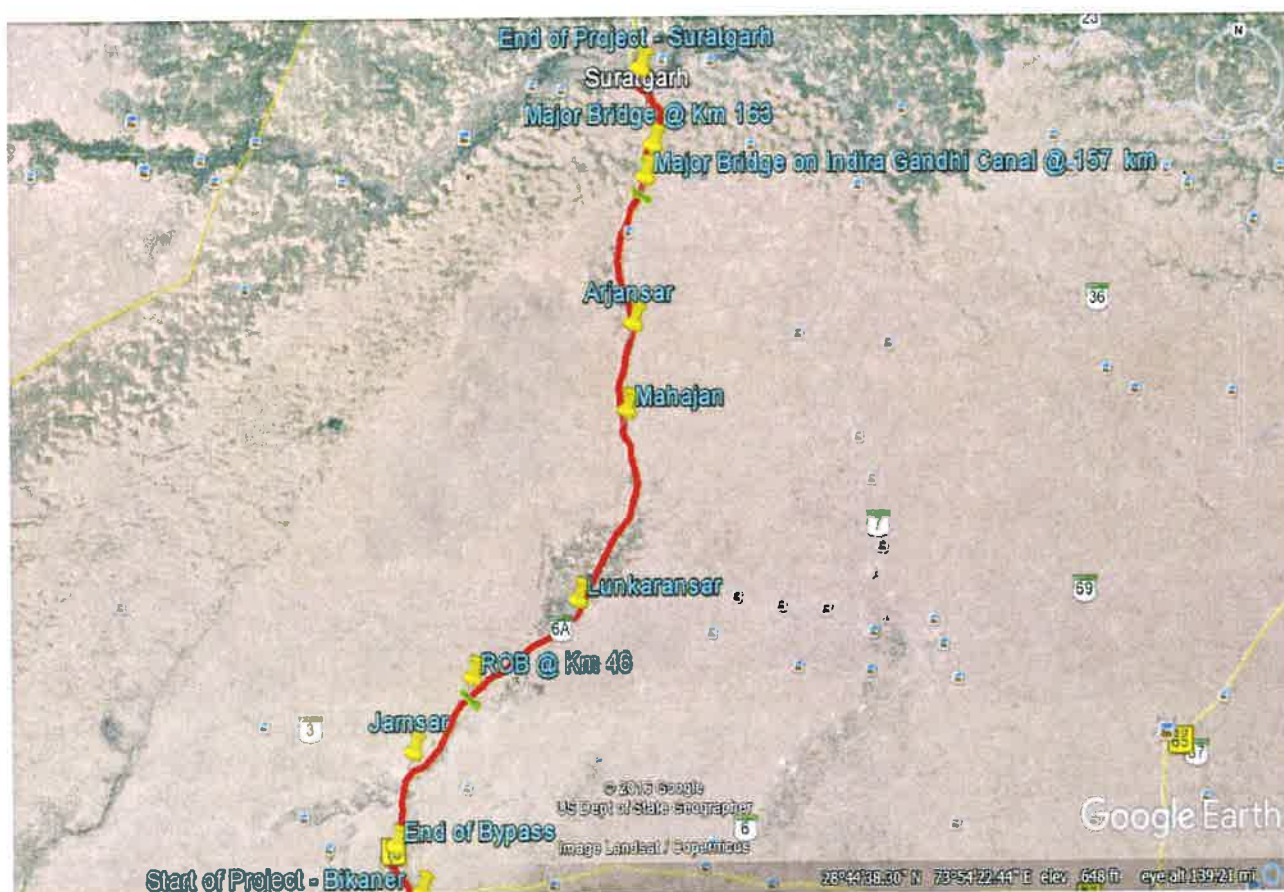 23
N
End of Project - Suratgarh
Suratgarh
Major Bridge @ Km 163
Major Bridge on Indira Gandhi Canal @ 157 km
Arjansar
36
Mahajan
7
Lunkaransar
59
6A
ROB @ Km 46
3
Jamsar
37
© 2016 Google
US Dept of State Geographer
Google Earth
End of Bypass
6
Image Landsat / Copernicus
Start of Project - Bikaner
28°44'38.30" N 73°54'22.44" E elev 648 ft eye alt 139.21 mi